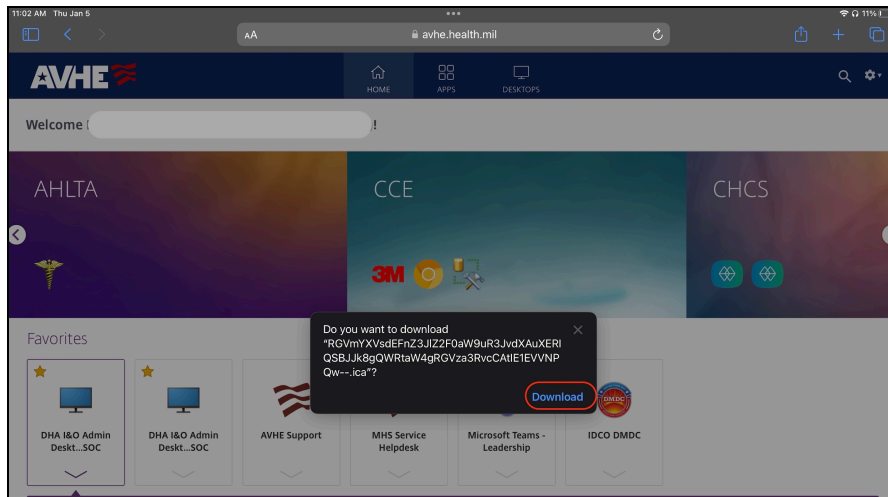 11:02 AM Thu Jan 5
11%
AA
avhe.health.mil
AVHE
HOME
APPS
DESKTOPS
Welcome
!
AHLTA
CCE
CHCS
3M
Do you want to download
“RGVmYXVsdEFnZ3JlZ2F0aW9uR3JvdXAuXERI
QSBJJk8gQWRtaW4gRGVza3RvcCAtIE1EVVNP
Qw--.ica”?
Download
Favorites
DHA I&O Admin
Deskt...SOC
DHA I&O Admin
Deskt...SOC
AVHE Support
MHS Service
Helpdesk
Microsoft Teams -
Leadership
DMDC
IDCO DMDC